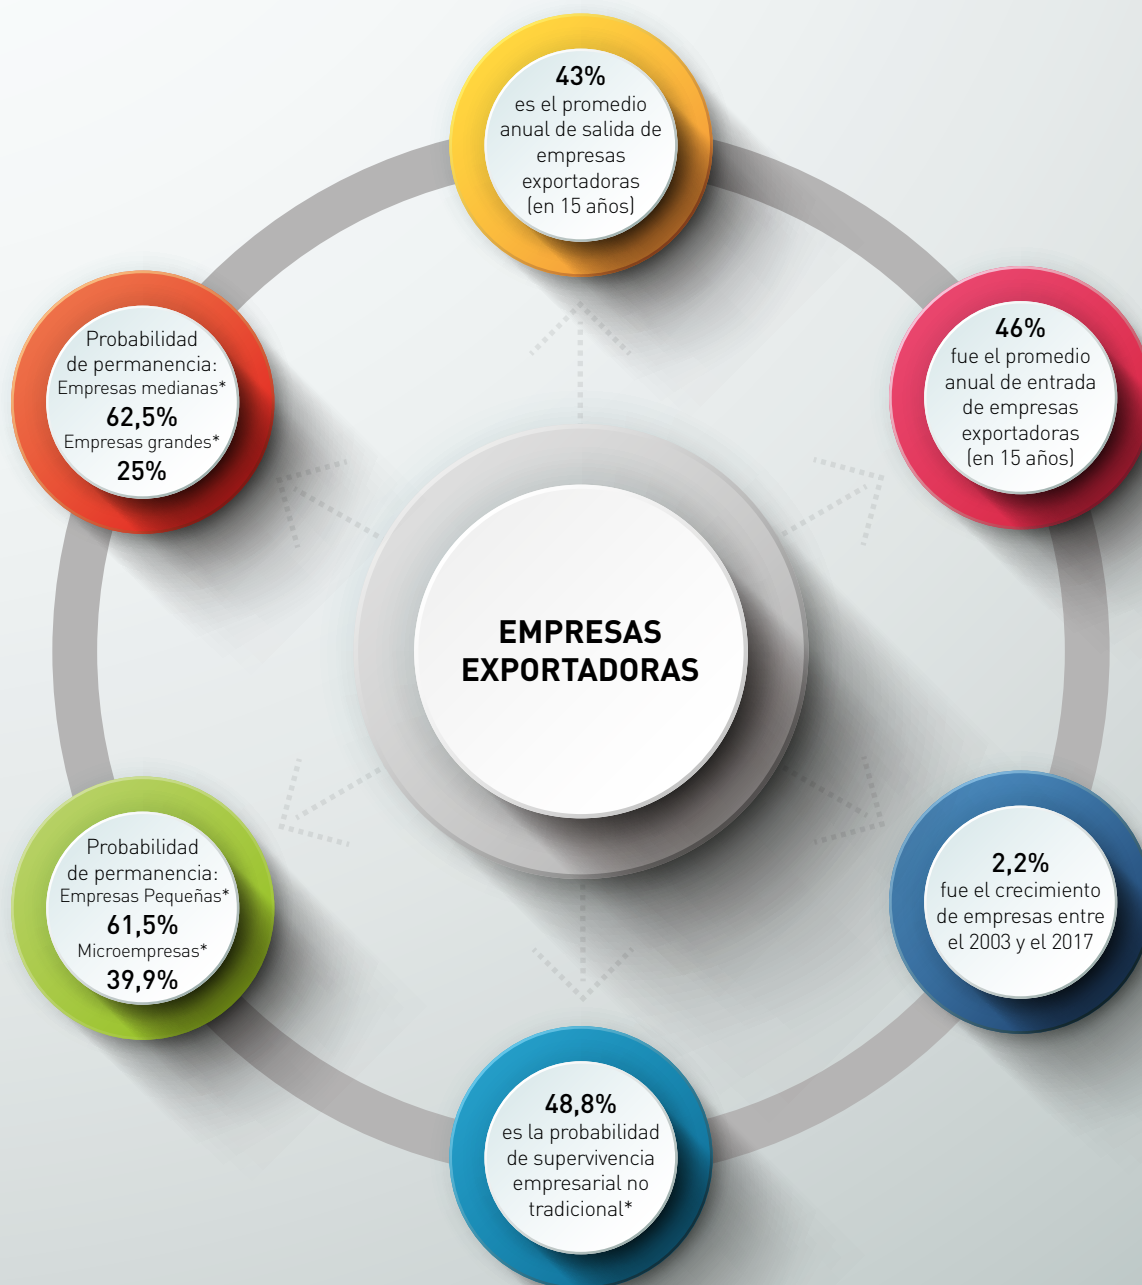 43%
es el promedio
anual de salida de
empresas
exportadoras
(en 15 años)
46%
fue el promedio
anual de entrada
de empresas
exportadoras
(en 15 años)
Probabilidad
de permanencia:
Empresas medianas*
62,5%
Empresas grandes*
25%
EMPRESAS
EXPORTADORAS
2,2%
fue el crecimiento
de empresas entre
el 2003 y el 2017
Probabilidad
de permanencia:
Empresas Pequeñas*
61,5%
Microempresas*
39,9%
48,8%
es la probabilidad
de supervivencia
empresarial no
tradicional*